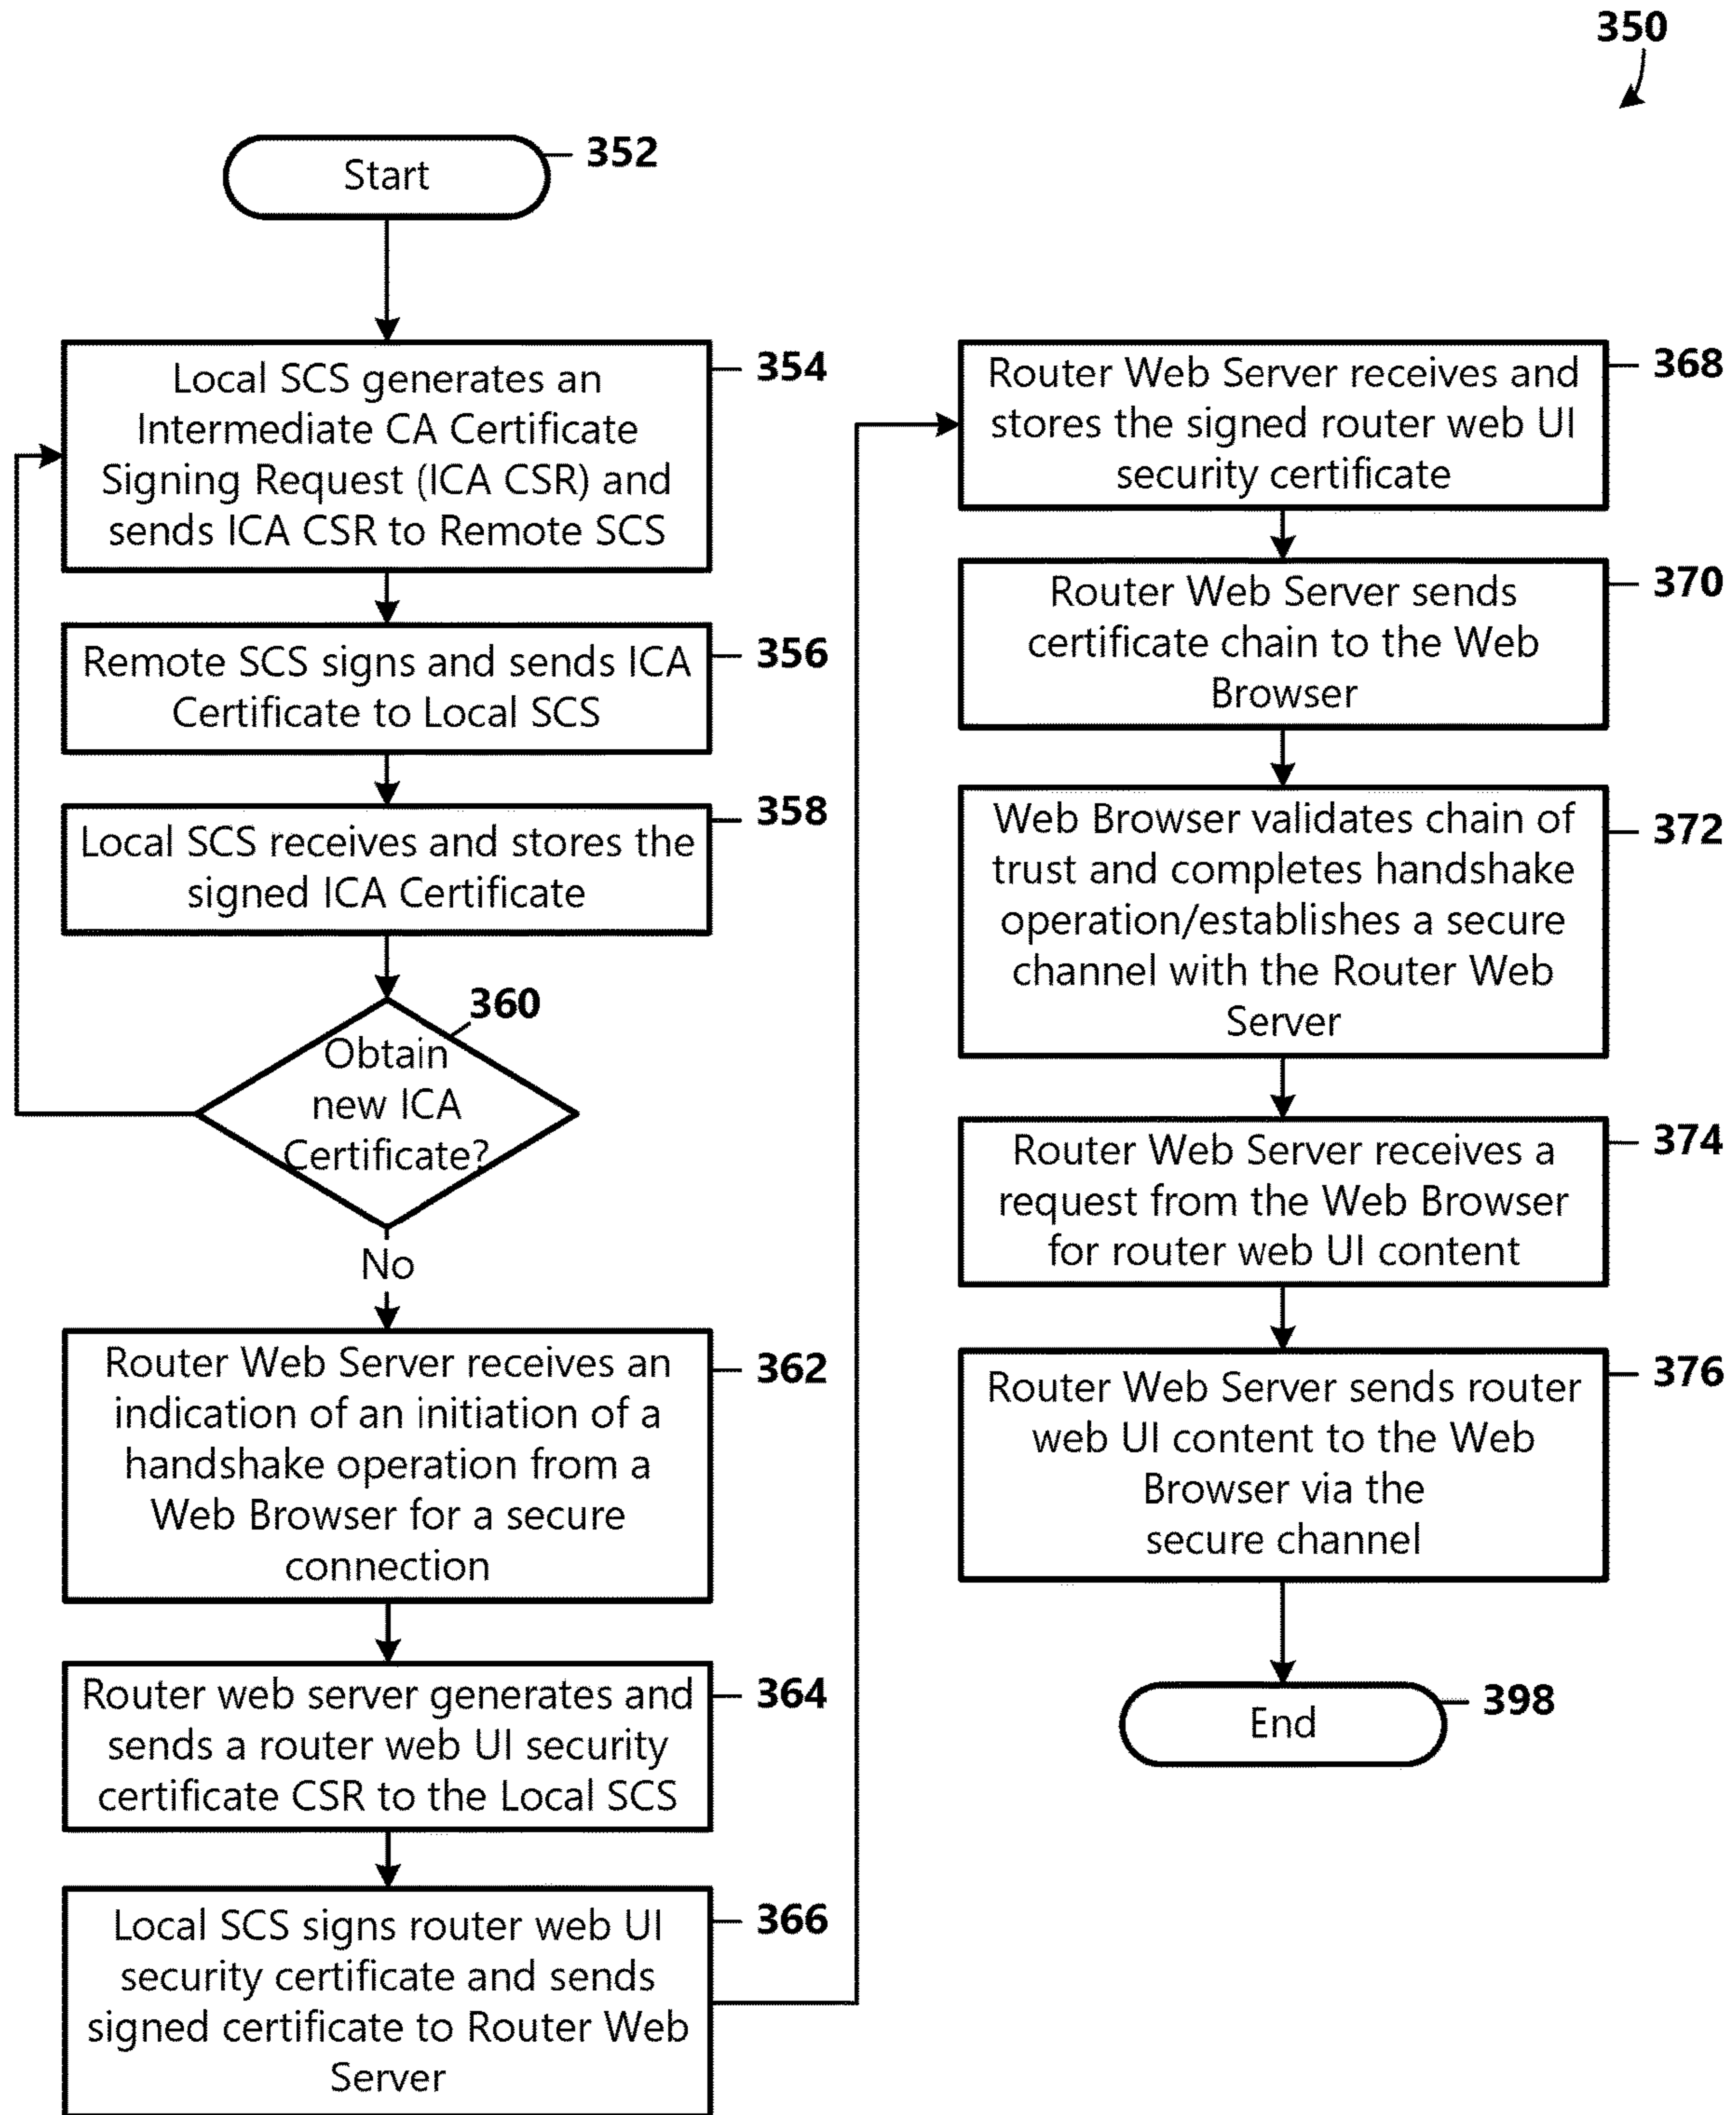 350
Start
352
Local SCS generates an
Intermediate CA Certificate
Signing Request (ICA CSR) and
sends ICA CSR to Remote SCS
354
Remote SCS signs and sends ICA
Certificate to Local SCS
356
Local SCS receives and stores the
signed ICA Certificate
358
360
Obtain
new ICA
Certificate?
No
Router Web Server receives an
indication of an initiation of a
handshake operation from a
Web Browser for a secure
connection
362
Router web server generates and
sends a router web UI security
certificate CSR to the Local SCS
364
Local SCS signs router web UI
security certificate and sends
signed certificate to Router Web
Server
366
Router Web Server receives and
stores the signed router web UI
security certificate
368
Router Web Server sends
certificate chain to the Web
Browser
370
Web Browser validates chain of
trust and completes handshake
operation/establishes a secure
channel with the Router Web
Server
372
Router Web Server receives a
request from the Web Browser
for router web UI content
374
Router Web Server sends router
web UI content to the Web
Browser via the
secure channel
376
End
398